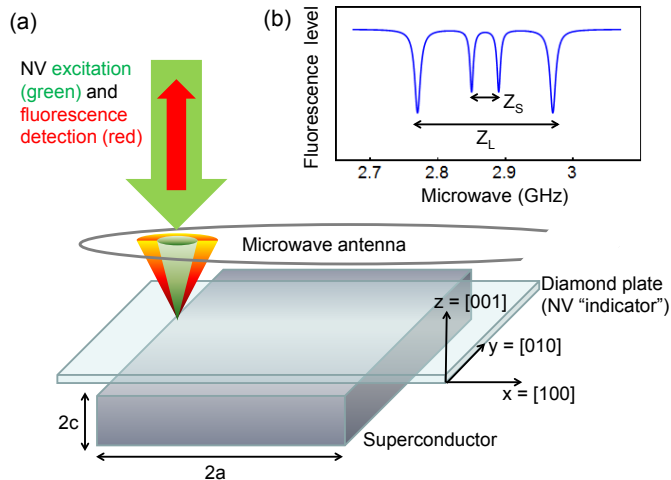 (a)
NV excitation
(green) and
fluorescence
detection (red)
(b)
Fluorescence level
Z_S
Z_L
2.7 2.8 2.9 3
Microwave (GHz)
Microwave antenna
Diamond plate
(NV “indicator”)
z = [001]
y = [010]
x = [100]
2c
Superconductor
2a